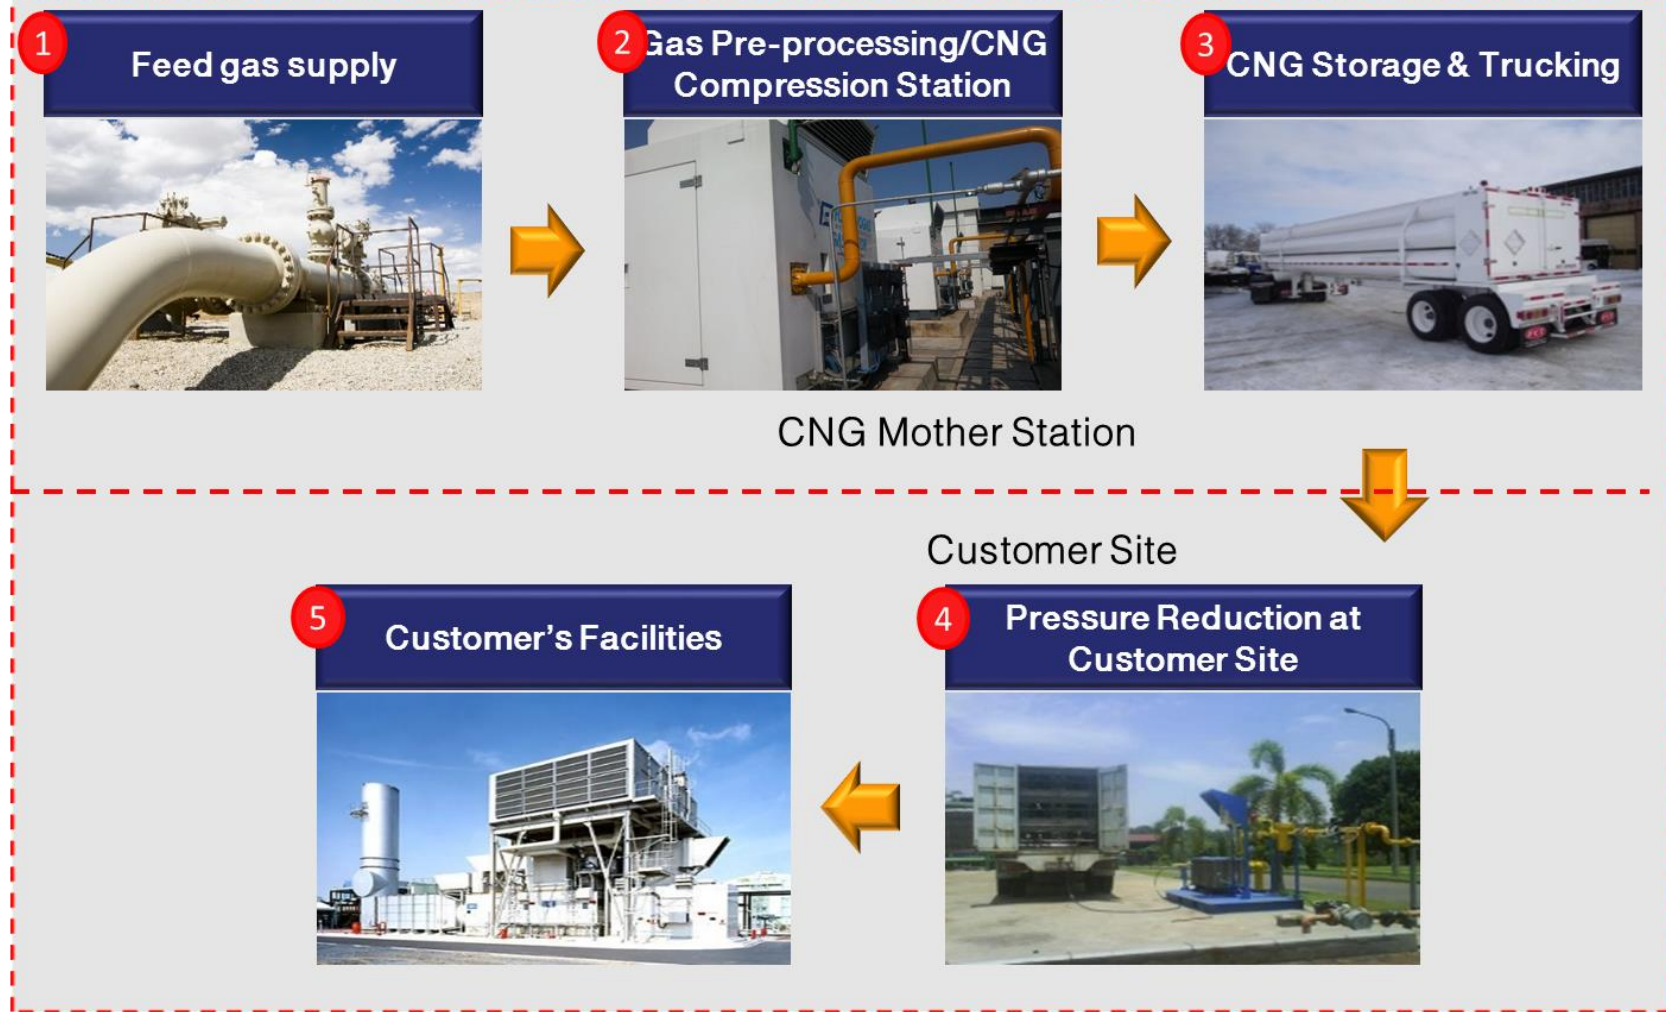 1
Feed gas supply
2
Gas Pre-processing/CNG
Compression Station
3
CNG Storage & Trucking
CNG Mother Station
Customer Site
5
Customer’s Facilities
4
Pressure Reduction at
Customer Site